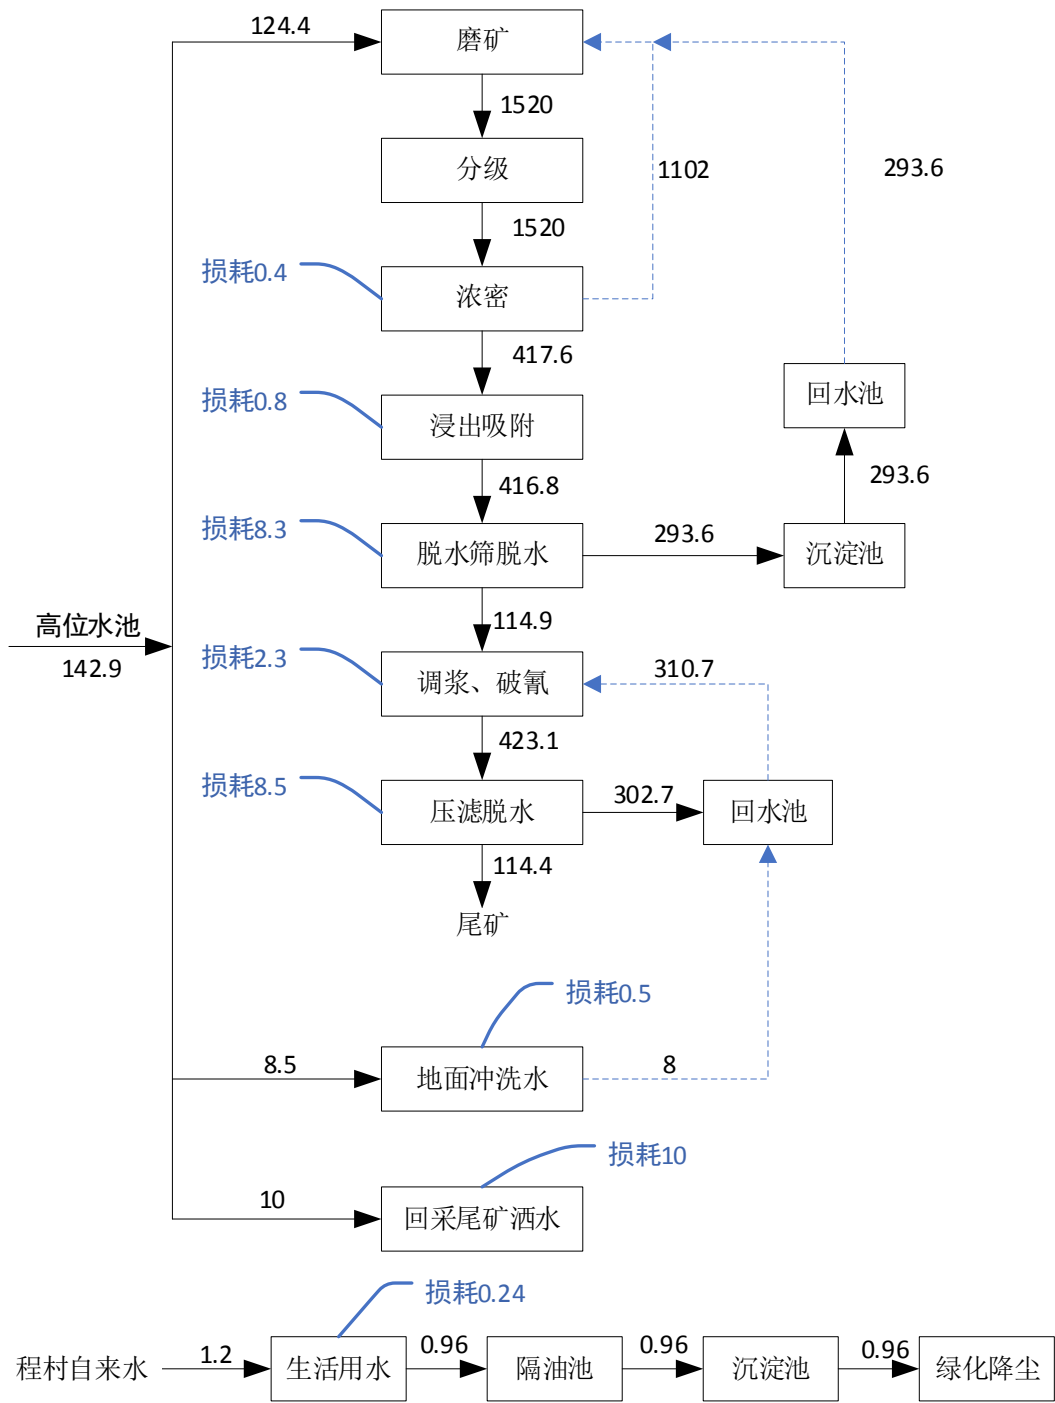 124.4
磨矿
1520
分级
1102
293.6
1520
损耗0.4
浓密
417.6
损耗0.8
浸出吸附
回水池
416.8
293.6
损耗8.3
脱水筛脱水
293.6
沉淀池
114.9
高位水池
142.9
损耗2.3
调浆、破氰
310.7
423.1
损耗8.5
压滤脱水
302.7
回水池
114.4
尾矿
损耗0.5
8.5
地面冲洗水
8
损耗10
10
回采尾矿洒水
损耗0.24
程村自来水
1.2
生活用水
0.96
隔油池
0.96
沉淀池
0.96
绿化降尘